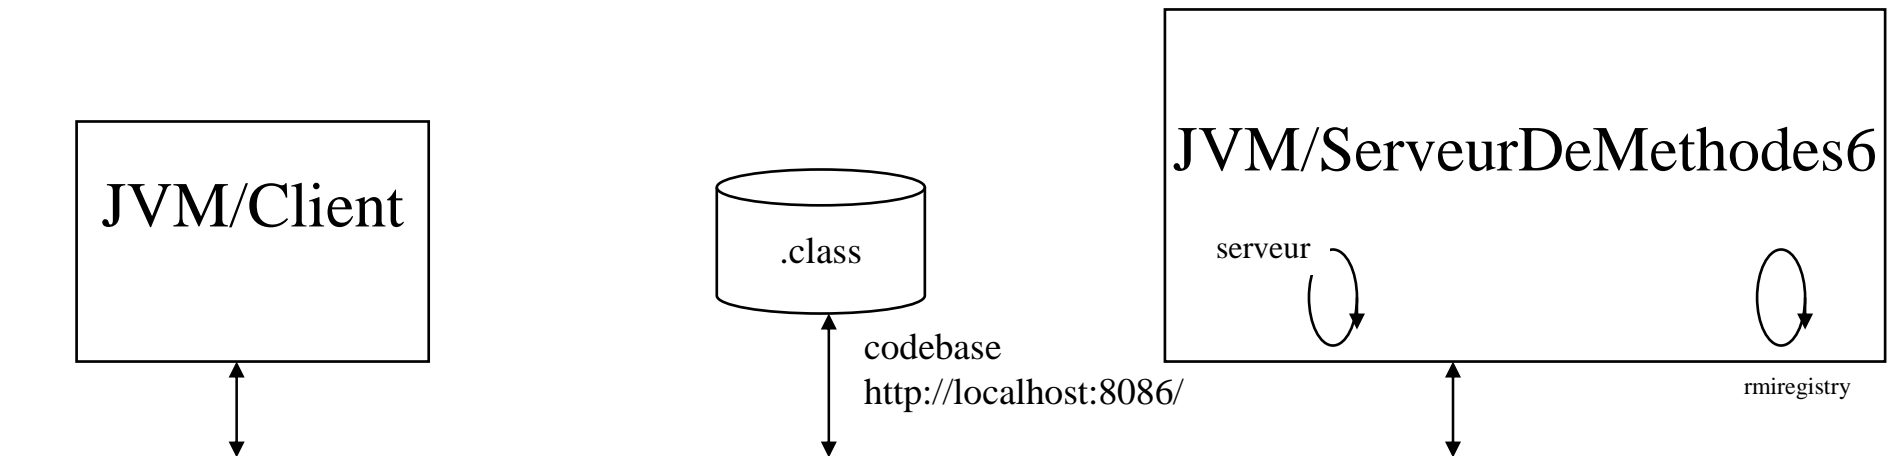 JVM/Client
.class
codebase
http://localhost:8086/
JVM/ServeurDeMethodes6
serveur
rmiregistry